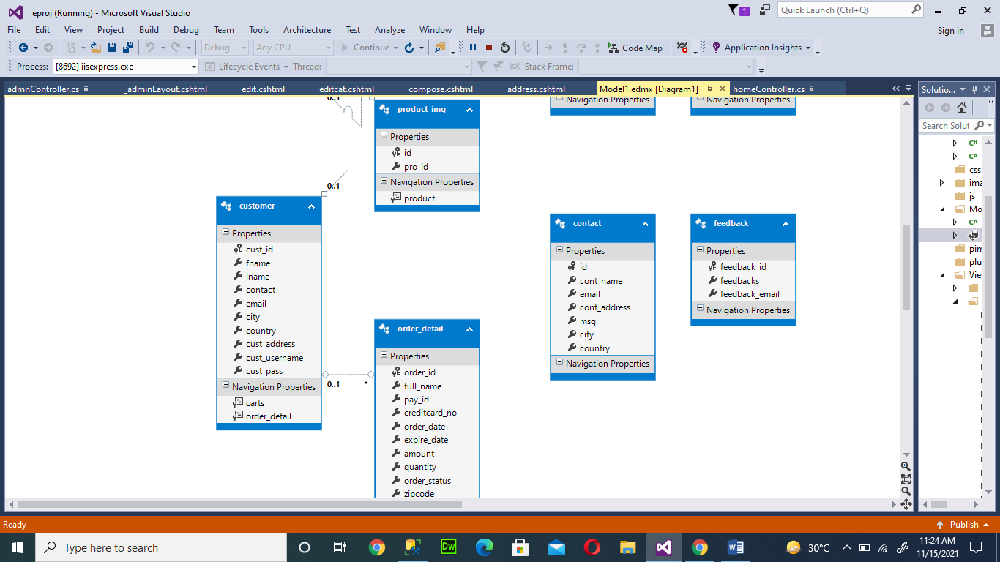 eproj (Running) - Microsoft Visual Studio
1
Quick Launch (Ctrl+Q)
File Edit View Project Build Debug Team Tools Architecture Test Analyze Window Help
Sign in
Debug Any CPU Continue Code Map Application Insights
Process: [8692] iisexpress.exe Lifecycle Events Thread: Stack Frame:
admnController.cs _adminLayout.cshtml edit.cshtml editcat.cshtml compose.cshtml address.cshtml Model1.edmx [Diagram1] homeController.cs
Solutio...
Search Solut
C#
C#
css
ima
js
Mo
C#
pim
plu
Viev
0..1
product_img
Properties
id
pro_id
Navigation Properties
product
Navigation Properties
Navigation Properties
0..1
customer
Properties
cust_id
fname
lname
contact
email
city
country
cust_address
cust_username
cust_pass
Navigation Properties
carts
order_detail
0..1 *
order_detail
Properties
order_id
full_name
pay_id
creditcard_no
order_date
expire_date
amount
quantity
order_status
zipcode
contact
Properties
id
cont_name
email
cont_address
msg
city
country
Navigation Properties
feedback
Properties
feedback_id
feedbacks
feedback_email
Navigation Properties
Ready
Publish
Type here to search
Dw
30°C
11:24 AM
11/15/2021